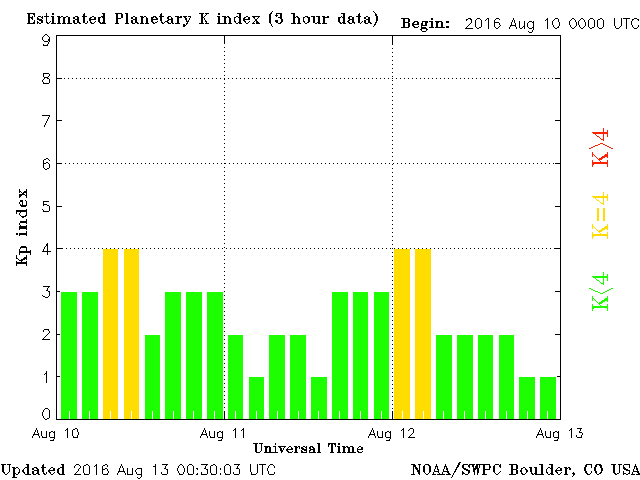 Estimated Planetary K index (3 hour data) Begin: 2016 Aug 10 0000 UTC
9
8
7
6
5
4
3
2
1
0
Kp index
K>4
K=4
K<4
Aug 10 Aug 11 Aug 12 Aug 13
Universal Time
Updated 2016 Aug 13 00:30:03 UTC NOAA/SWPC Boulder, CO USA